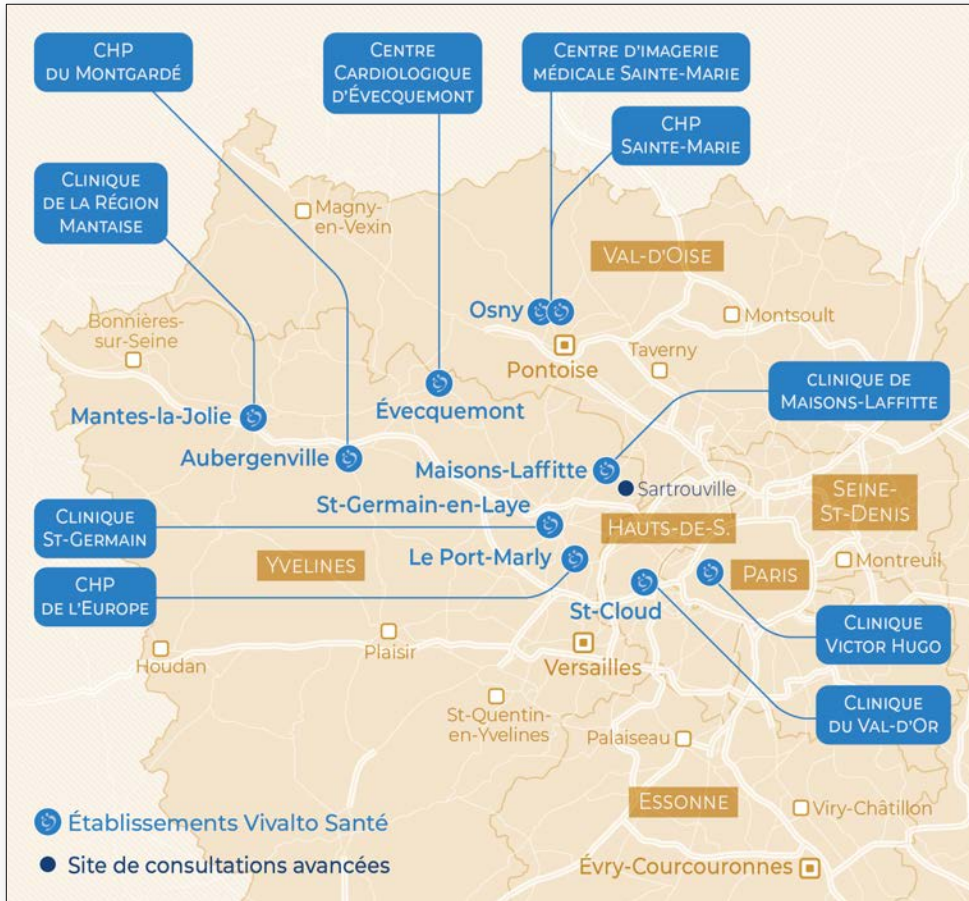 CHP
DU MONTGARDÉ
CENTRE
CARDIOLOGIQUE
D'ÉVECQUEMONT
CENTRE D'IMAGERIE
MÉDICALE SAINTE-MARIE
CHP
SAINTE-MARIE
CLINIQUE
DE LA RÉGION
MANTAISE
Magny-
en-Vexin
VAL-D'OISE
Osny
Montsoult
Bonnières-
sur-Seine
Pontoise
Taverny
Évecquemont
CLINIQUE DE
MAISONS-LAFFITTE
Mantes-la-Jolie
Aubergenville
Maisons-Laffitte
Sartrouville
SEINE-
ST-DENIS
St-Germain-en-Laye
CLINIQUE
ST-GERMAIN
HAUTS-DE-S.
YVELINES
Le Port-Marly
Montreuil
PARIS
CHP
DE L'EUROPE
St-Cloud
CLINIQUE
VICTOR HUGO
Plaisir
Houdan
Versailles
CLINIQUE
DU VAL-D'OR
St-Quentin-
en-Yvelines
Palaiseau
ESSONNE
Viry-Châtillon
Établissements Vivalto Santé
Site de consultations avancées
Évry-Courcouronnes